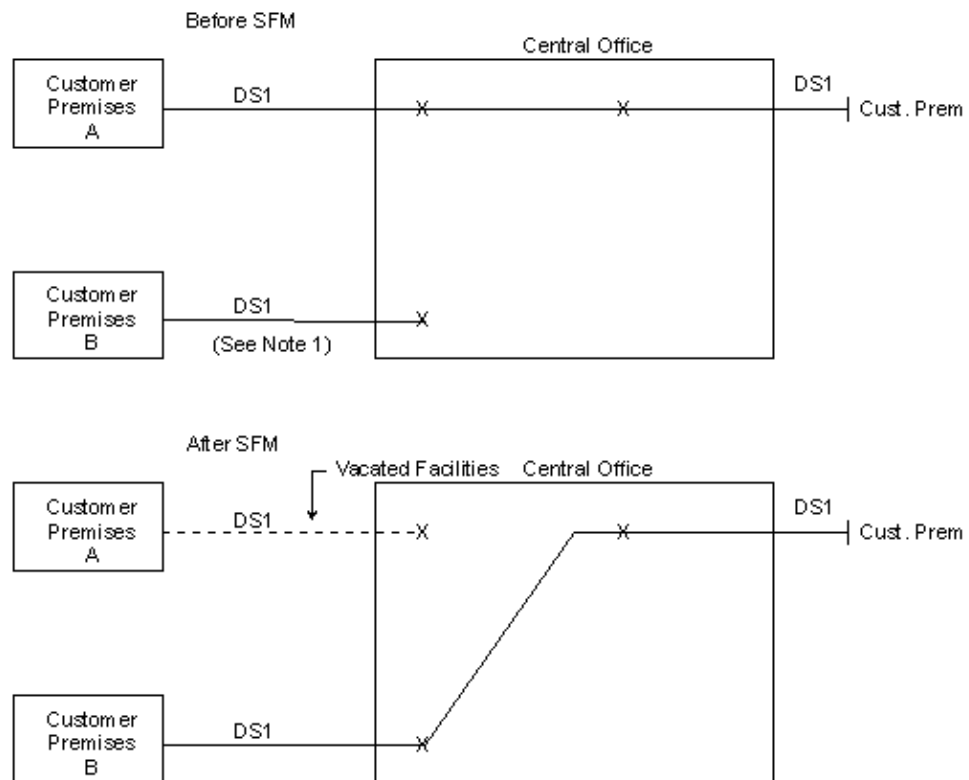 Before SFM
Central Office
Customer
Premises
A
DS1
X
X
DS1
Cust. Prem
Customer
Premises
B
DS1
(See Note 1)
X
After SFM
Vacated Facilities
Central Office
Customer
Premises
A
DS1
X
X
DS1
Cust. Prem
Customer
Premises
B
DS1
X